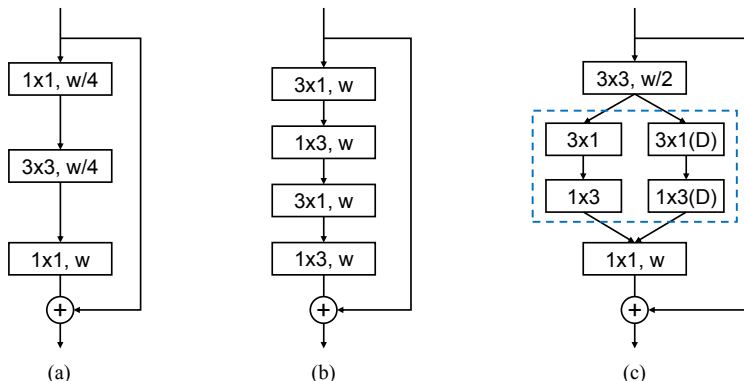 1x1, w/4
3x3, w/4
1x1, w
+
(a)
3x1, w
1x3, w
3x1, w
1x3, w
+
(b)
3x3, w/2
3x1
3x1(D)
1x3
1x3(D)
1x1, w
+
(c)